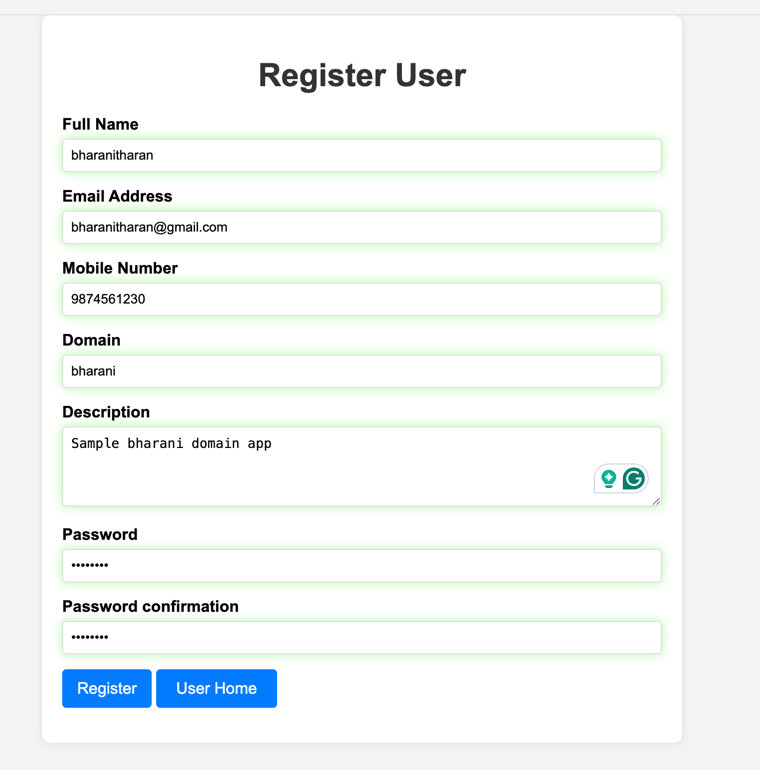 Register User
Full Name
bharanitharan
Email Address
bharanitharan@gmail.com
Mobile Number
9874561230
Domain
bharani
Description
Sample bharani domain app
Password
••••••••
Password confirmation
••••••••
Register User Home